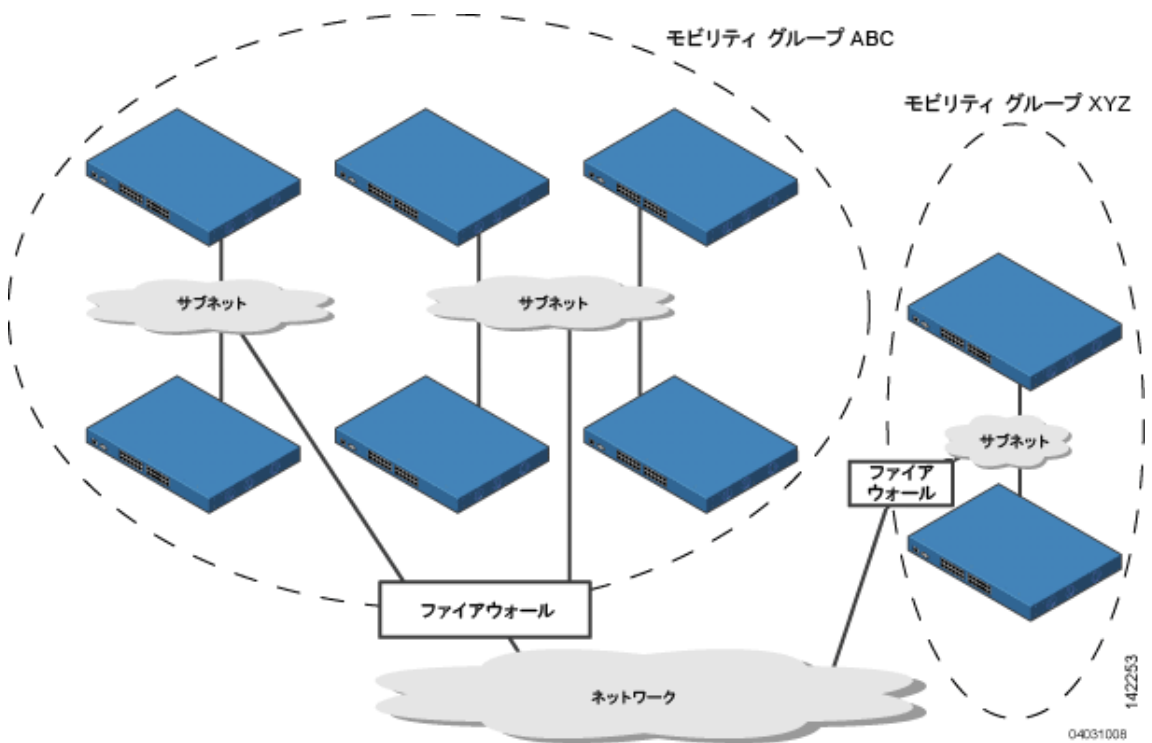 モビリティ グループ ABC
モビリティ グループ XYZ
サブネット
サブネット
サブネット
ファイア
ウォール
ファイアウォール
ネットワーク
142253
04031008